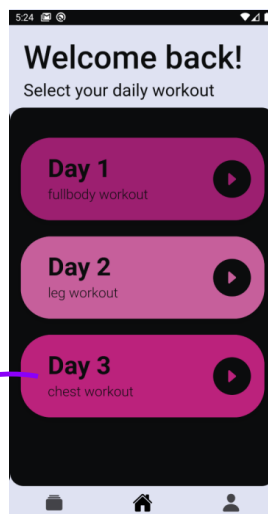 5:24
Welcome back!
Select your daily workout
Day 1
fullbody workout
Day 2
leg workout
Day 3
chest workout